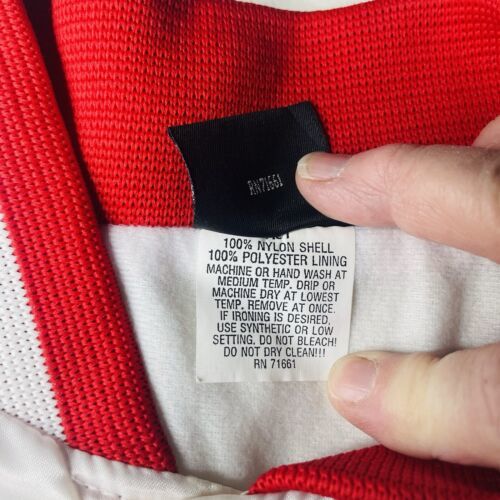 RN71661
100% NYLON SHELL
100% POLYESTER LINING
MACHINE OR HAND WASH AT
MEDIUM TEMP. DRIP OR
MACHINE DRY AT LOWEST
TEMP. REMOVE AT ONCE.
IF IRONING IS DESIRED,
USE SYNTHETIC OR LOW
SETTING. DO NOT BLEACH!
DO NOT DRY CLEAN!!!
RN 71661